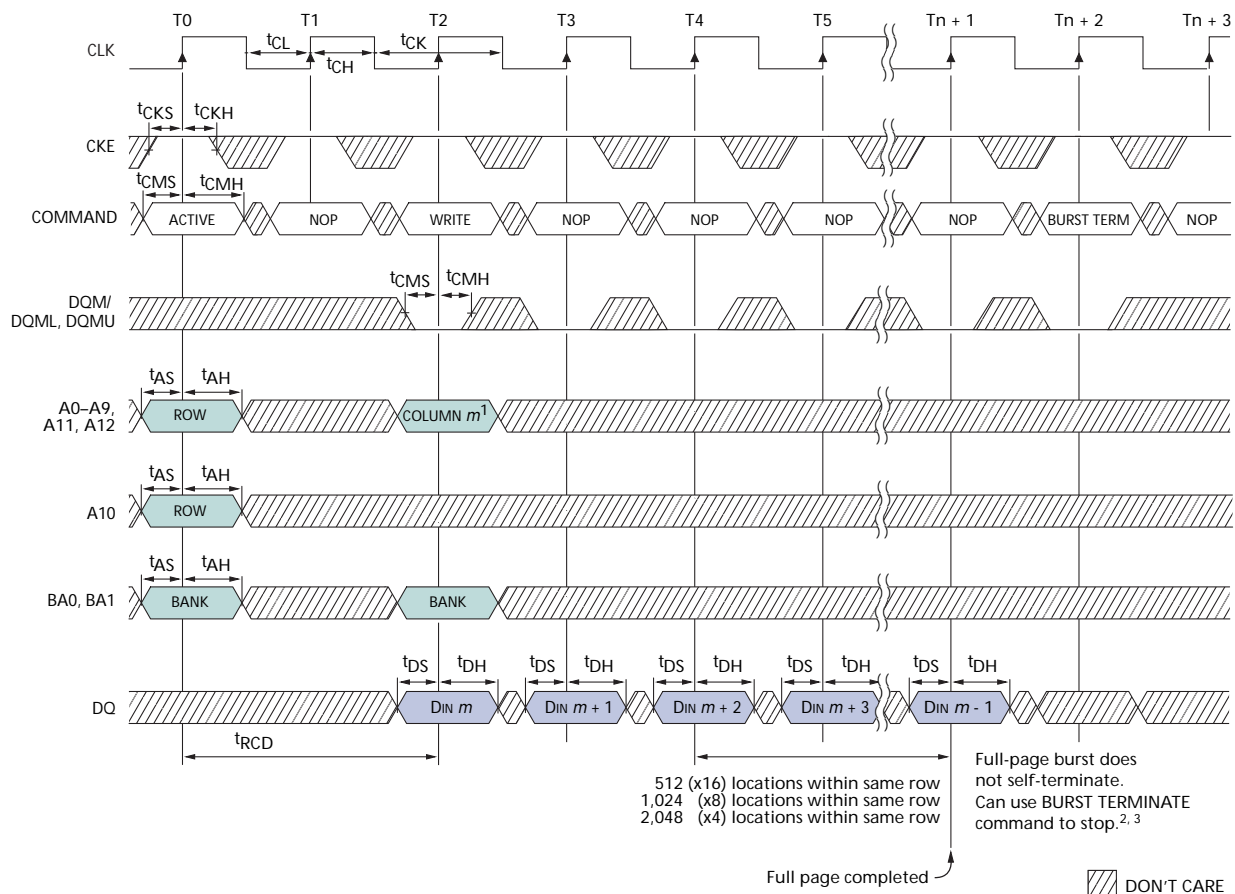 T0 T1 T2 T3 T4 T5 Tn + 1 Tn + 2 Tn + 3
CLK
tCL
tCK
tCH
tCKS tCKH
CKE
tCMS tCMH
COMMAND ACTIVE NOP WRITE NOP NOP NOP NOP BURST TERM NOP
tCMS tCMH
DQM/
DQML, DQMU
tAS tAH
A0–A9,
A11, A12
ROW COLUMN m1
tAS tAH
A10 ROW
tAS tAH
BA0, BA1 BANK BANK
tDS tDH tDS tDH tDS tDH tDS tDH tDS tDH
DQ DIN m DIN m + 1 DIN m + 2 DIN m + 3 DIN m - 1
tRCD
512 (x16) locations within same row
1,024 (x8) locations within same row
2,048 (x4) locations within same row
Full-page burst does
not self-terminate.
Can use BURST TERMINATE
command to stop.2, 3
Full page completed
DON'T CARE